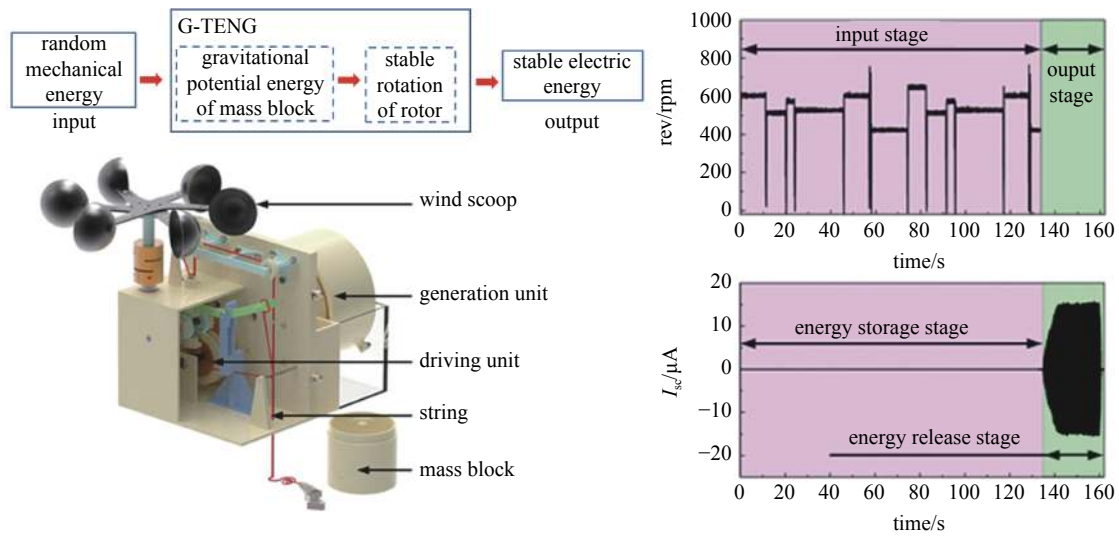 G-TENG
random
mechanical
energy
input
gravitational
potential energy
of mass block
stable
rotation
of rotor
stable electric
energy
output
wind scoop
generation unit
driving unit
string
mass block
rev/rpm
1000
800
600
400
200
0
input stage
ouput
stage
0 20 40 60 80 100 120 140 160
time/s
I_sc/μA
20
10
0
−10
−20
energy storage stage
energy release stage
0 20 40 60 80 100 120 140 160
time/s